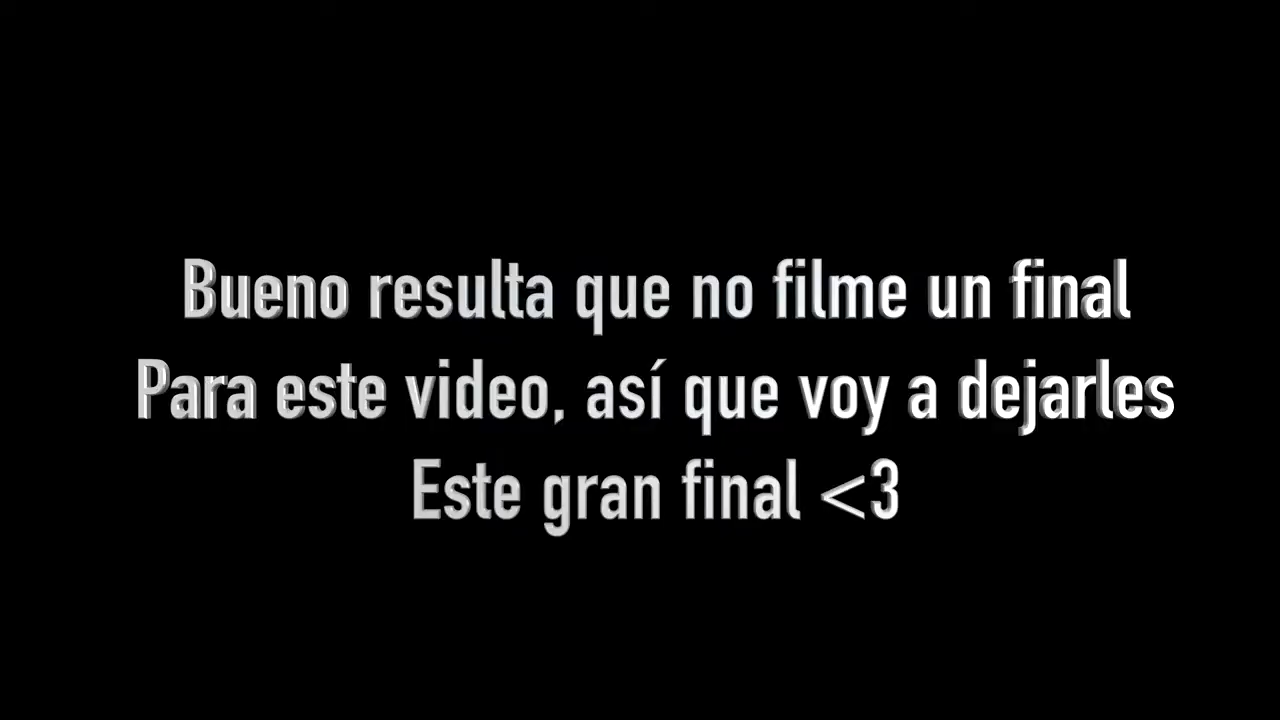 Bueno resulta que no filme un final
Para este video, así que voy a dejarles
Este gran final <3